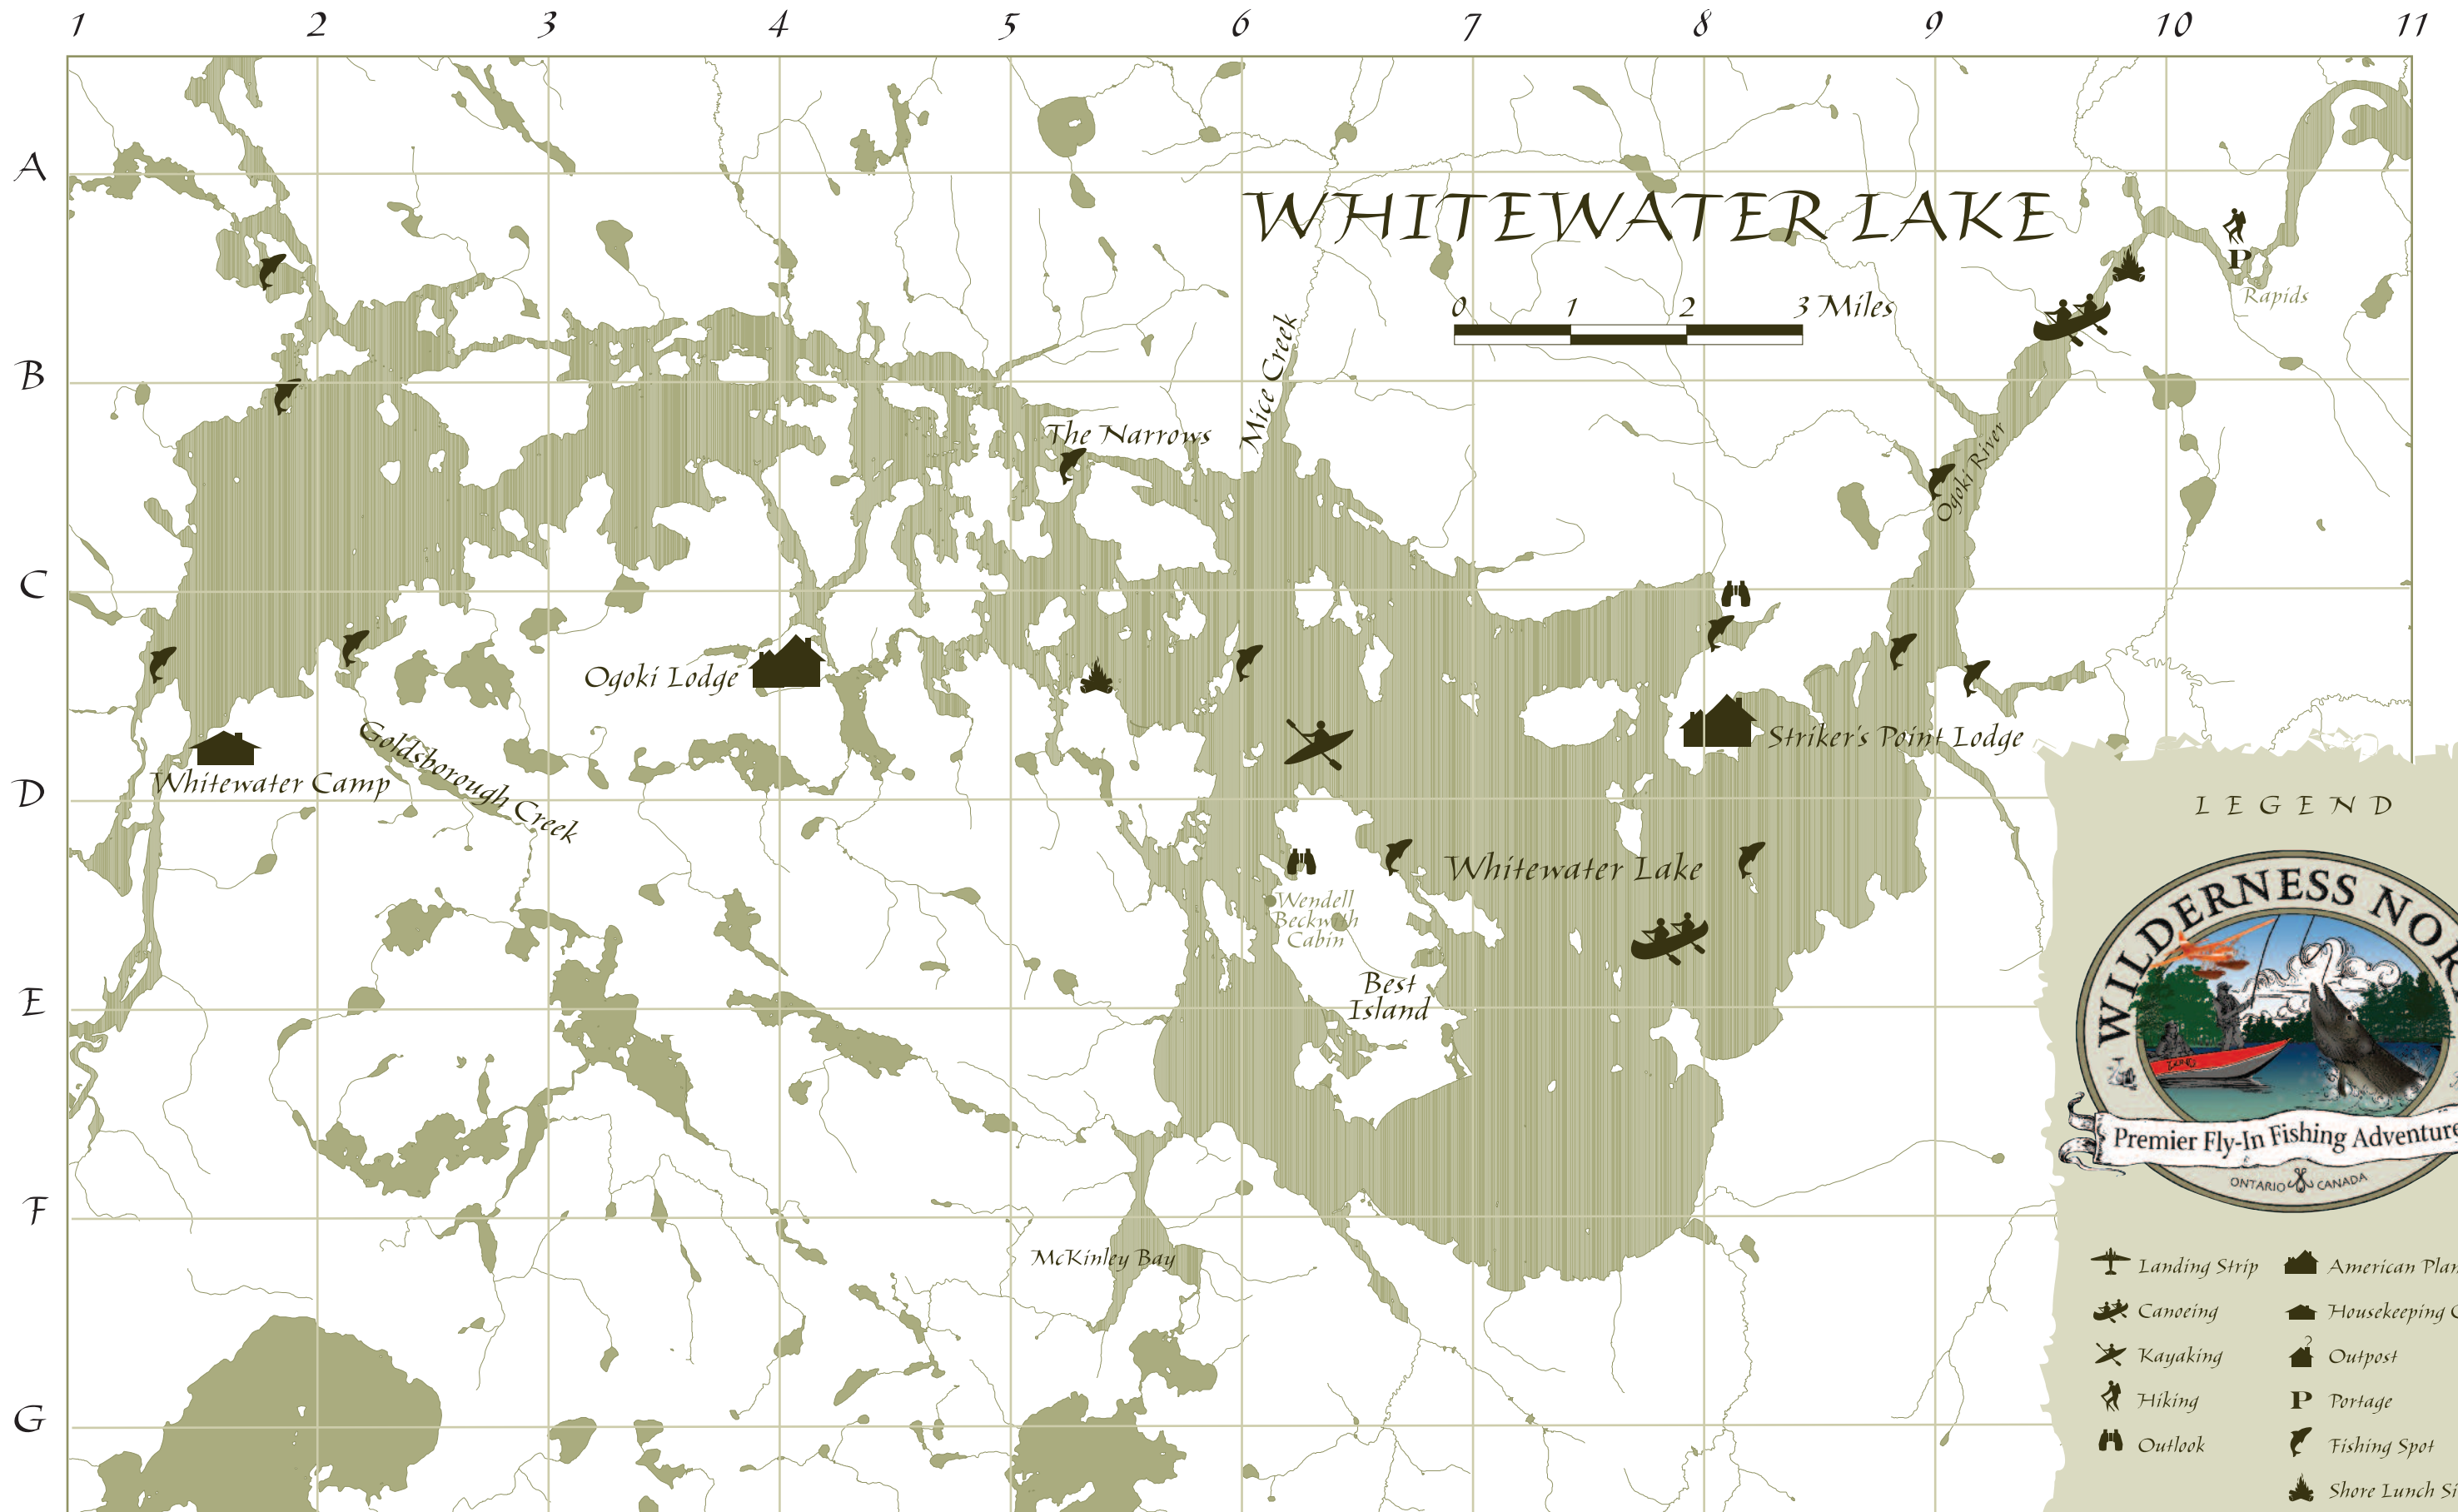 1 2 3 4 5 6 7 8 9 10 11
A
WHITEWATER LAKE
P
Rapids
0 1 2 3 Miles
B
Mice Creek
The Narrows
Ogoki River
C
Ogoki Lodge
Striker's Point Lodge
Goldsborough Creek
Whitewater Camp
D
LEGEND
Whitewater Lake
Wendell
Beckwith
Cabin
Best
Island
E
WILDERNESS
Premier Fly-In Fishing
ONTARIO CANADA
F
McKinley Bay
Landing Strip
American
Canoeing
Housekeeping
Kayaking
Outpost
G
Hiking
P Portage
Outlook
Fishing Spot
Shore Lunch